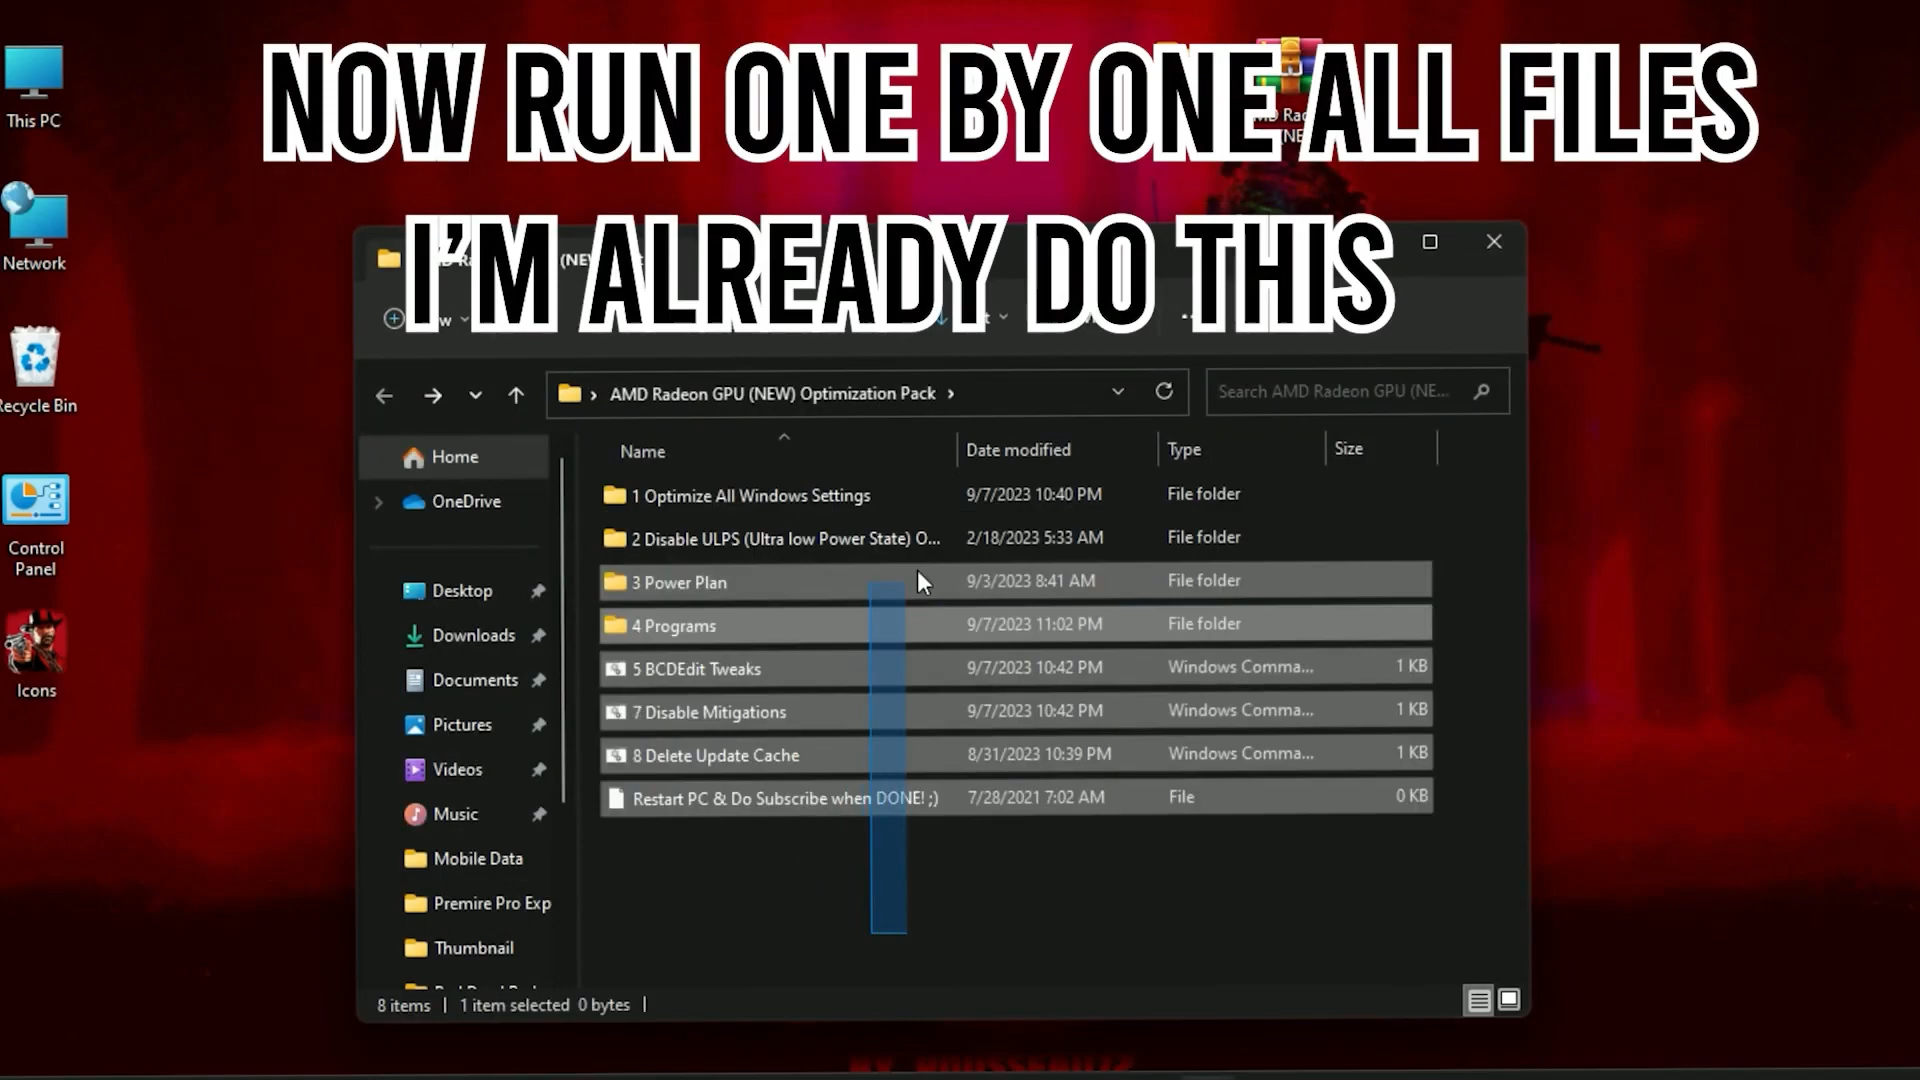 NOW RUN ONE BY ONE ALL FILES
I'M ALREADY DO THIS
This PC
Network
Recycle Bin
Control
Panel
Icons
AMD Radeon GPU (NEW) Optimization Pack
Search AMD Radeon GPU (NE...
Home
OneDrive
Desktop
Downloads
Documents
Pictures
Videos
Music
Mobile Data
Premire Pro Exp
Thumbnail
Name Date modified Type Size
1 Optimize All Windows Settings 9/7/2023 10:40 PM File folder
2 Disable ULPS (Ultra low Power State) O... 2/18/2023 5:33 AM File folder
3 Power Plan 9/3/2023 8:41 AM File folder
4 Programs 9/7/2023 11:02 PM File folder
5 BCDEdit Tweaks 9/7/2023 10:42 PM Windows Comma... 1 KB
7 Disable Mitigations 9/7/2023 10:42 PM Windows Comma... 1 KB
8 Delete Update Cache 8/31/2023 10:39 PM Windows Comma... 1 KB
Restart PC & Do Subscribe when DONE! ;) 7/28/2021 7:02 AM File 0 KB
8 items 1 item selected 0 bytes